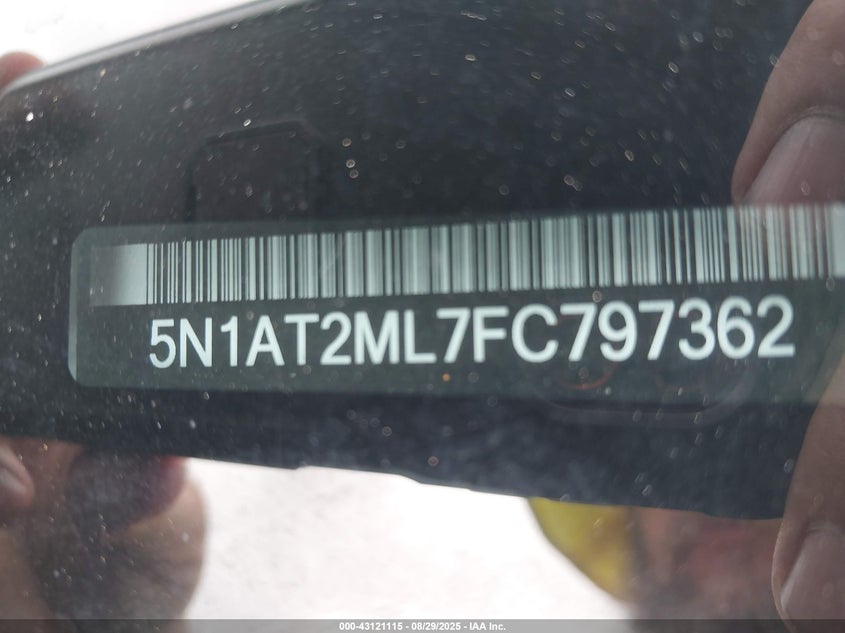 5N1AT2ML7FC797362
000-43121115 - 08/29/2025 - IAA Inc.